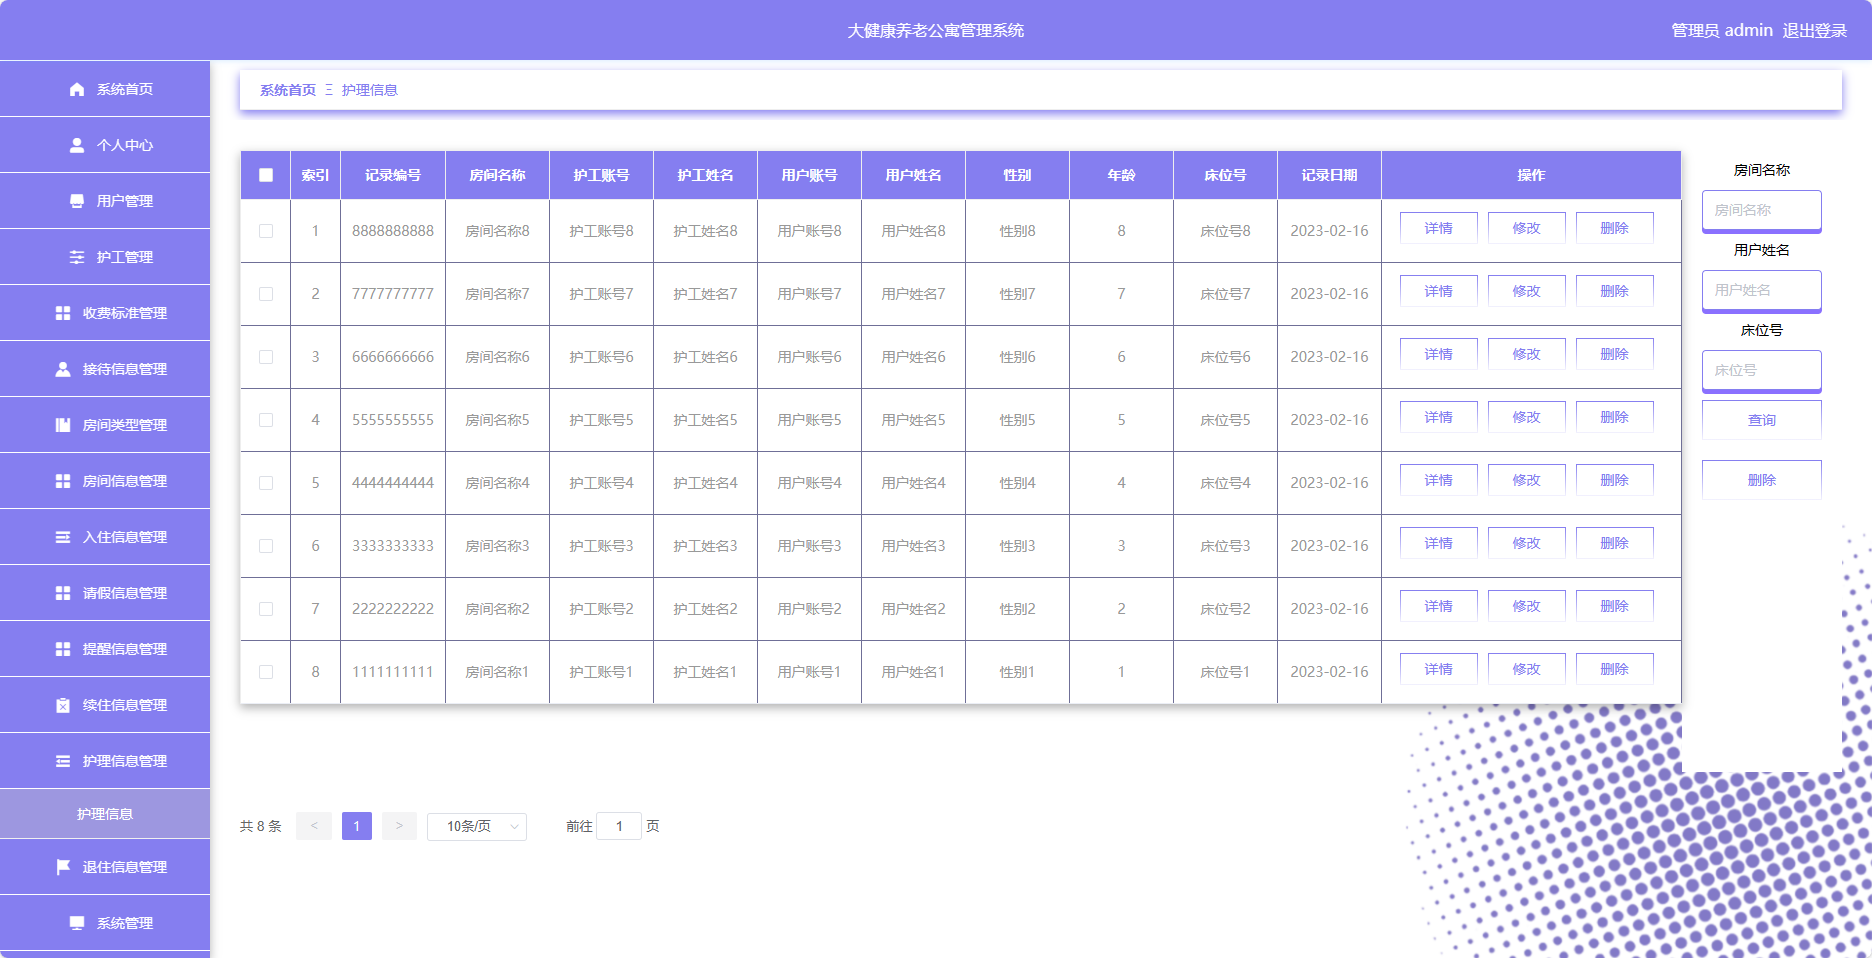 大健康养老公寓管理系统
管理员 admin 退出登录
系统首页
个人中心
用户管理
护工管理
收费标准管理
接待信息管理
房间类型管理
房间信息管理
入住信息管理
请假信息管理
提醒信息管理
续住信息管理
护理信息管理
护理信息
退住信息管理
系统管理
系统首页 Ξ 护理信息
索引 记录编号 房间名称 护工账号 护工姓名 用户账号 用户姓名 性别 年龄 床位号 记录日期 操作
1 8888888888 房间名称8 护工账号8 护工姓名8 用户账号8 用户姓名8 性别8 8 床位号8 2023-02-16 详情 修改 删除
2 7777777777 房间名称7 护工账号7 护工姓名7 用户账号7 用户姓名7 性别7 7 床位号7 2023-02-16 详情 修改 删除
3 6666666666 房间名称6 护工账号6 护工姓名6 用户账号6 用户姓名6 性别6 6 床位号6 2023-02-16 详情 修改 删除
4 5555555555 房间名称5 护工账号5 护工姓名5 用户账号5 用户姓名5 性别5 5 床位号5 2023-02-16 详情 修改 删除
5 4444444444 房间名称4 护工账号4 护工姓名4 用户账号4 用户姓名4 性别4 4 床位号4 2023-02-16 详情 修改 删除
6 3333333333 房间名称3 护工账号3 护工姓名3 用户账号3 用户姓名3 性别3 3 床位号3 2023-02-16 详情 修改 删除
7 2222222222 房间名称2 护工账号2 护工姓名2 用户账号2 用户姓名2 性别2 2 床位号2 2023-02-16 详情 修改 删除
8 1111111111 房间名称1 护工账号1 护工姓名1 用户账号1 用户姓名1 性别1 1 床位号1 2023-02-16 详情 修改 删除
房间名称
房间名称
用户姓名
用户姓名
床位号
床位号
查询
删除
共 8 条 < 1 > 10条/页 前往 1 页